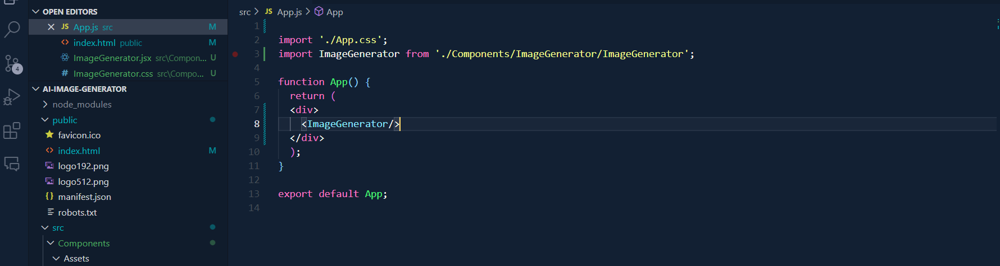 OPEN EDITORS
JS App.js src M
<> index.html public M
ImageGenerator.jsx src\Compon... U
# ImageGenerator.css src\Compo... U
4
AI-IMAGE-GENERATOR
node_modules
public
favicon.ico
<> index.html M
logo192.png
logo512.png
{} manifest.json
robots.txt
src
Components
Assets
src > JS App.js > App
1
2 import './App.css';
3 import ImageGenerator from './Components/ImageGenerator/ImageGenerator';
4
5 function App() {
6 return (
7 <div>
8 <ImageGenerator/>
9 </div>
10 );
11 }
12
13 export default App;
14